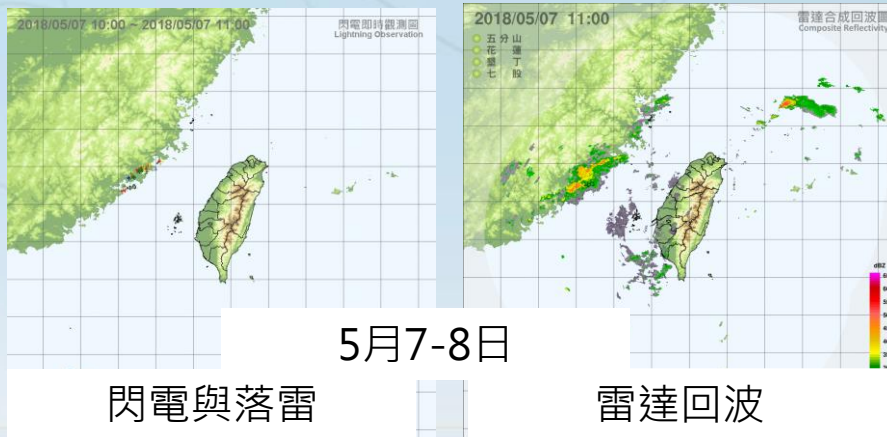 2018/05/07 10:00 ~ 2018/05/07 11:00
閃電即時觀測圖
Lightning Observation
2018/05/07 11:00
雷達合成回波圖
Composite Reflectivity
五分山
花蓮
墾丁
七股
dBZ
5月7-8日
閃電與落雷
雷達回波